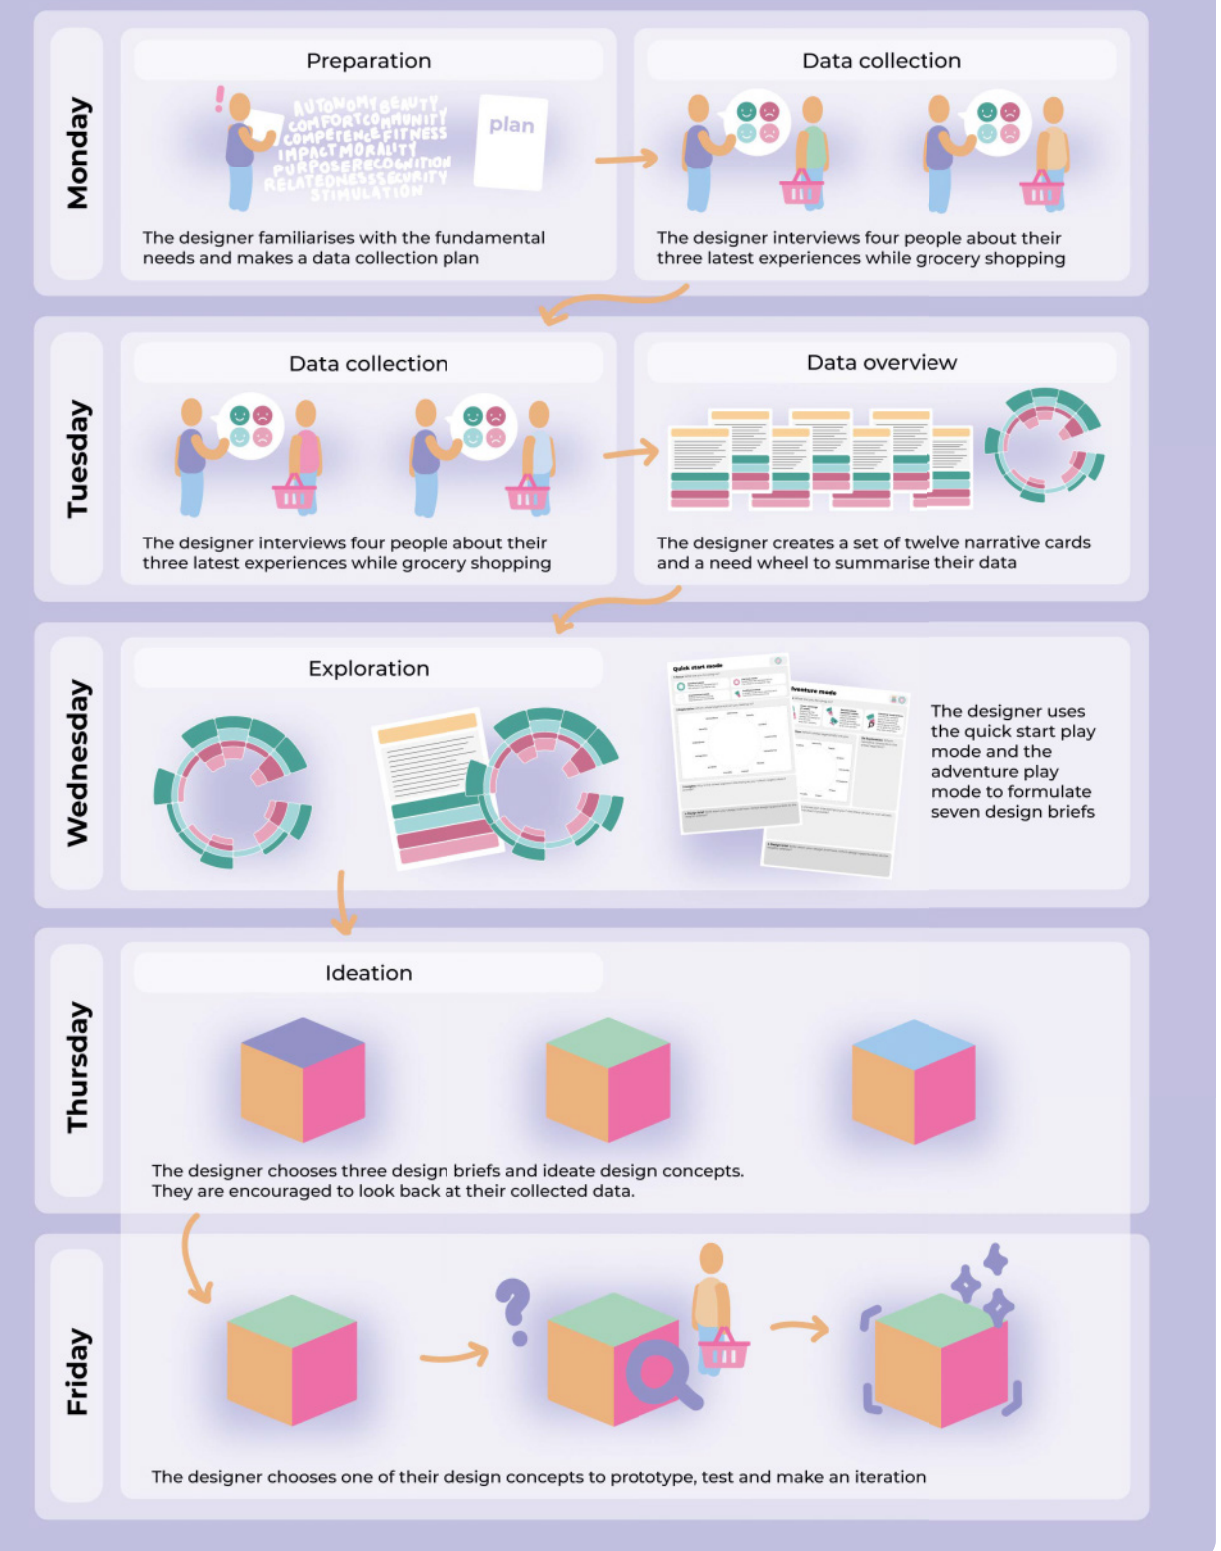 Monday
Preparation
AUTONOMY BEAUTY
COMFORT COMMUNITY
COMPETENCE FITNESS
IMPACT MORALITY
PURPOSE RECOGNITION
RELATEDNESS SECURITY
STIMULATION
plan
The designer familiarises with the fundamental
needs and makes a data collection plan
Data collection
The designer interviews four people about their
three latest experiences while grocery shopping
Tuesday
Data collection
The designer interviews four people about their
three latest experiences while grocery shopping
Data overview
The designer creates a set of twelve narrative cards
and a need wheel to summarise their data
Wednesday
Exploration
Quick start mode
venture mode
The designer uses
the quick start play
mode and the
adventure play
mode to formulate
seven design briefs
Thursday
Ideation
The designer chooses three design briefs and ideate design concepts.
They are encouraged to look back at their collected data.
Friday
The designer chooses one of their design concepts to prototype, test and make an iteration